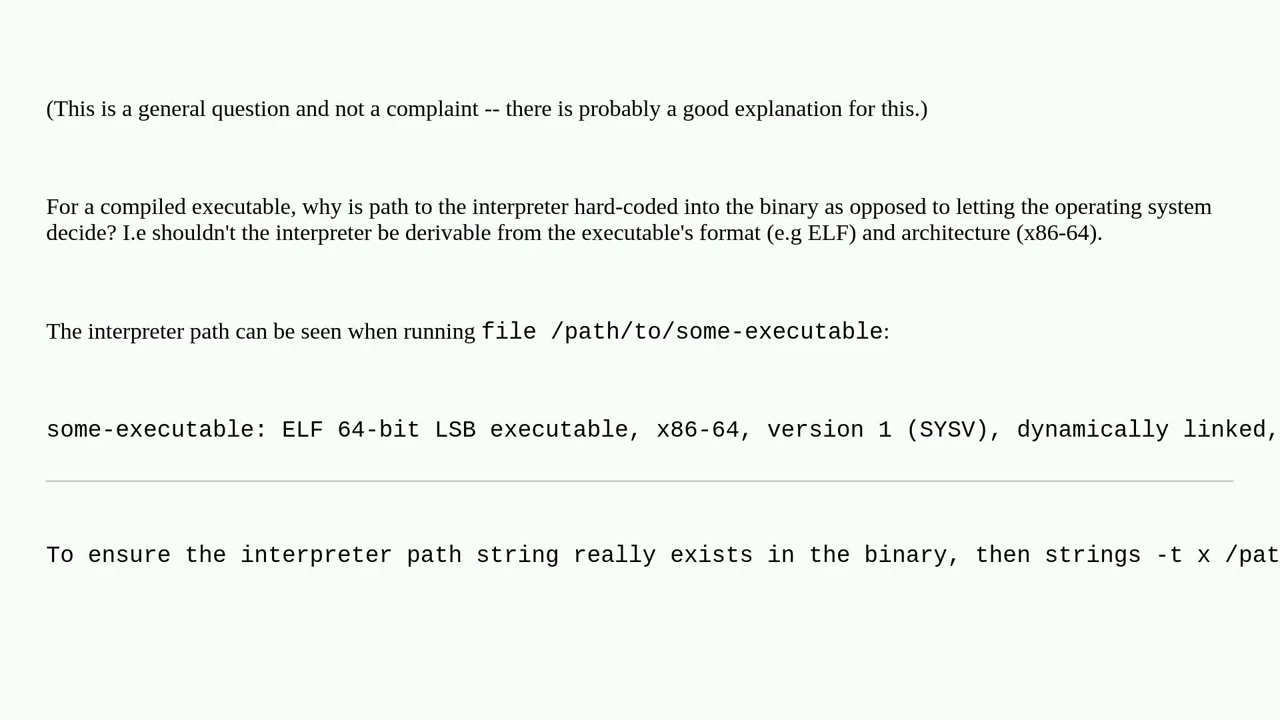 (This is a general question and not a complaint -- there is probably a good explanation for this.)
For a compiled executable, why is path to the interpreter hard-coded into the binary as opposed to letting the operating system
decide? I.e shouldn't the interpreter be derivable from the executable's format (e.g ELF) and architecture (x86-64).
The interpreter path can be seen when running file /path/to/some-executable:
some-executable: ELF 64-bit LSB executable, x86-64, version 1 (SYSV), dynamically linked,
To ensure the interpreter path string really exists in the binary, then strings -t x /pat